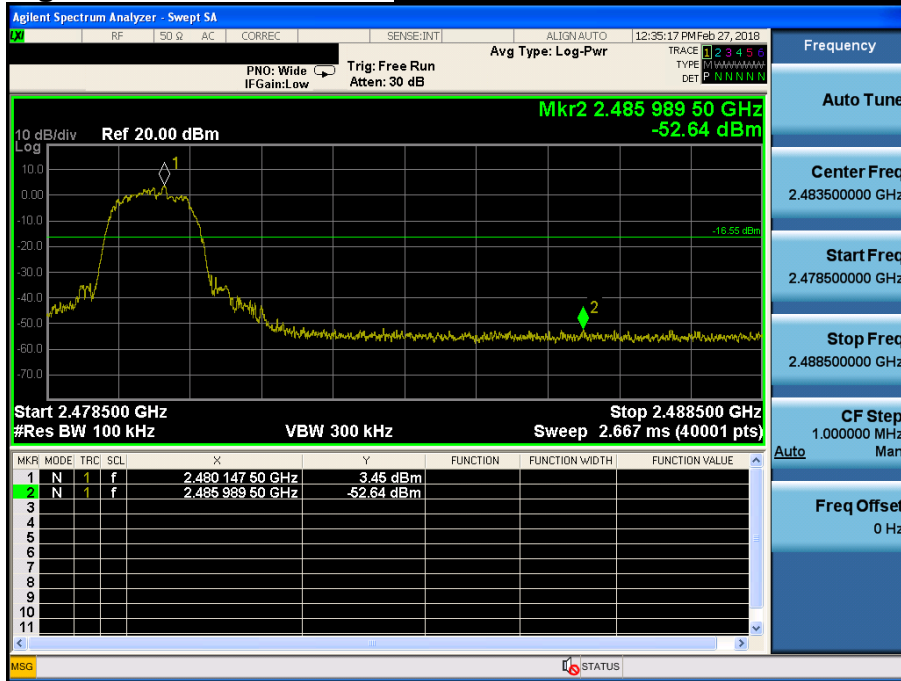 Agilent Spectrum Analyzer - Swept SA
LXI RF 50 Ω AC CORREC SENSE:INT ALIGN AUTO 12:35:17 PM Feb 27, 2018
Avg Type: Log-Pwr TRACE 1 2 3 4 5 6
PNO: Wide Trig: Free Run TYPE M WWWWW
IFGain:Low Atten: 30 dB DET P N N N N N
Mkr2 2.485 989 50 GHz
10 dB/div Ref 20.00 dBm -52.64 dBm
Log
10.0
0.00
-10.0
-20.0
-30.0
-40.0
-50.0
-60.0
-70.0
1
-16.55 dBm
2
Start 2.478500 GHz Stop 2.488500 GHz
#Res BW 100 kHz VBW 300 kHz Sweep 2.667 ms (40001 pts)
MKR MODE TRC SCL X Y FUNCTION FUNCTION WIDTH FUNCTION VALUE
1 N 1 f 2.480 147 50 GHz 3.45 dBm
2 N 1 f 2.485 989 50 GHz -52.64 dBm
3
4
5
6
7
8
9
10
11
MSG STATUS
Frequency
Auto Tune
Center Freq
2.483500000 GHz
Start Freq
2.478500000 GHz
Stop Freq
2.488500000 GHz
CF Step
1.000000 MHz
Auto Man
Freq Offset
0 Hz